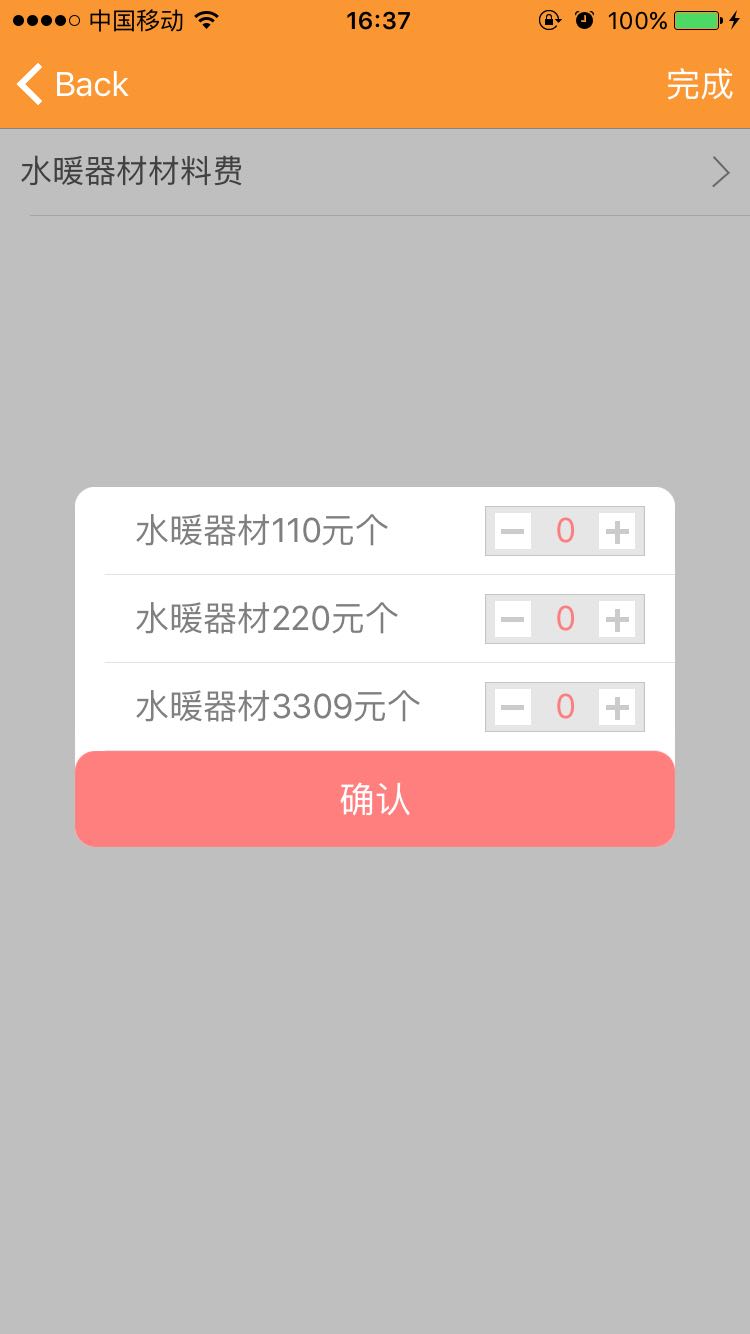 中国移动 16:37 100%
Back 完成
水暖器材材料费
水暖器材110元个 0
水暖器材220元个 0
水暖器材3309元个 0
确认